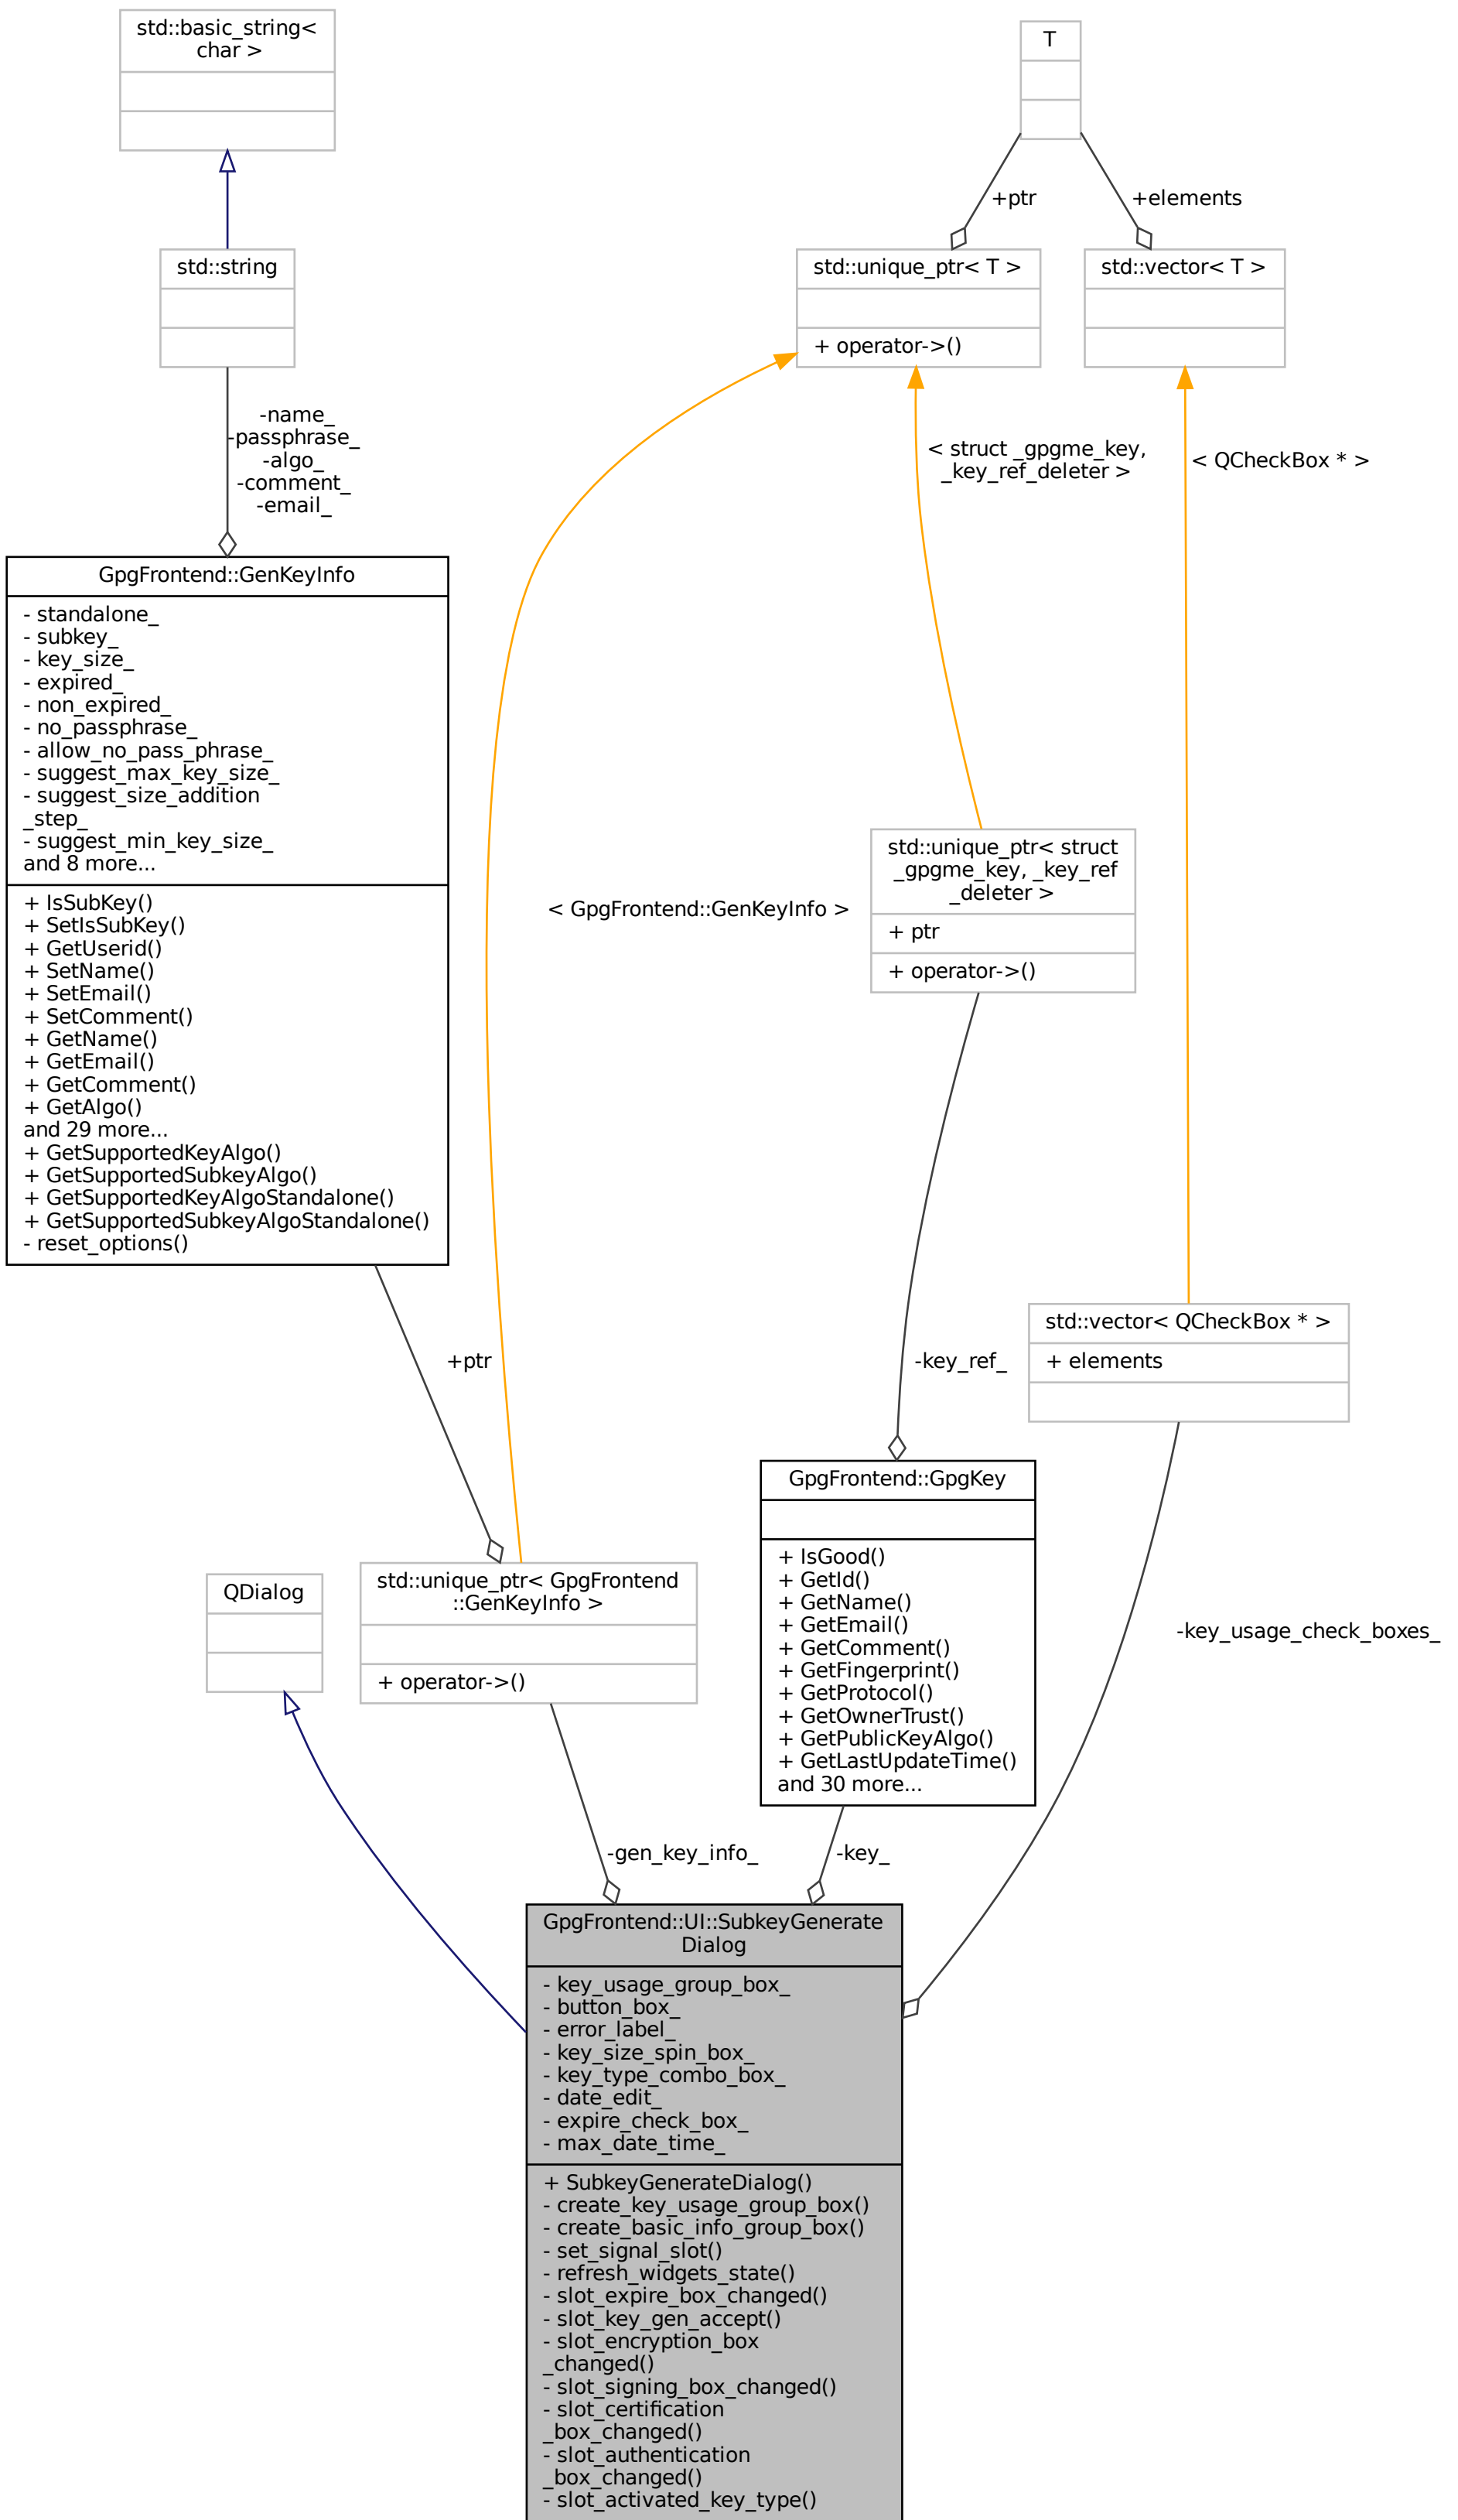 std::basic_string<
char >
T
+ptr
+elements
std::string
std::unique_ptr< T >
+ operator->()
std::vector< T >
-name_
-passphrase_
-algo_
-comment_
-email_
< struct _gpgme_key,
_key_ref_deleter >
< QCheckBox * >
GpgFrontend::GenKeyInfo
- standalone_
- subkey_
- key_size_
- expired_
- non_expired_
- no_passphrase_
- allow_no_pass_phrase_
- suggest_max_key_size_
- suggest_size_addition
_step_
- suggest_min_key_size_
and 8 more...
+ IsSubKey()
+ SetIsSubKey()
+ GetUserid()
+ SetName()
+ SetEmail()
+ SetComment()
+ GetName()
+ GetEmail()
+ GetComment()
+ GetAlgo()
and 29 more...
+ GetSupportedKeyAlgo()
+ GetSupportedSubkeyAlgo()
+ GetSupportedKeyAlgoStandalone()
+ GetSupportedSubkeyAlgoStandalone()
- reset_options()
< GpgFrontend::GenKeyInfo >
std::unique_ptr< struct
_gpgme_key, _key_ref
_deleter >
+ ptr
+ operator->()
std::vector< QCheckBox * >
+ elements
+ptr
-key_ref_
GpgFrontend::GpgKey
+ IsGood()
+ GetId()
+ GetName()
+ GetEmail()
+ GetComment()
+ GetFingerprint()
+ GetProtocol()
+ GetOwnerTrust()
+ GetPublicKeyAlgo()
+ GetLastUpdateTime()
and 30 more...
QDialog
std::unique_ptr< GpgFrontend
::GenKeyInfo >
+ operator->()
-key_usage_check_boxes_
-gen_key_info_
-key_
GpgFrontend::UI::SubkeyGenerate
Dialog
- key_usage_group_box_
- button_box_
- error_label_
- key_size_spin_box_
- key_type_combo_box_
- date_edit_
- expire_check_box_
- max_date_time_
+ SubkeyGenerateDialog()
- create_key_usage_group_box()
- create_basic_info_group_box()
- set_signal_slot()
- refresh_widgets_state()
- slot_expire_box_changed()
- slot_key_gen_accept()
- slot_encryption_box
_changed()
- slot_signing_box_changed()
- slot_certification
_box_changed()
- slot_authentication
_box_changed()
- slot_activated_key_type()